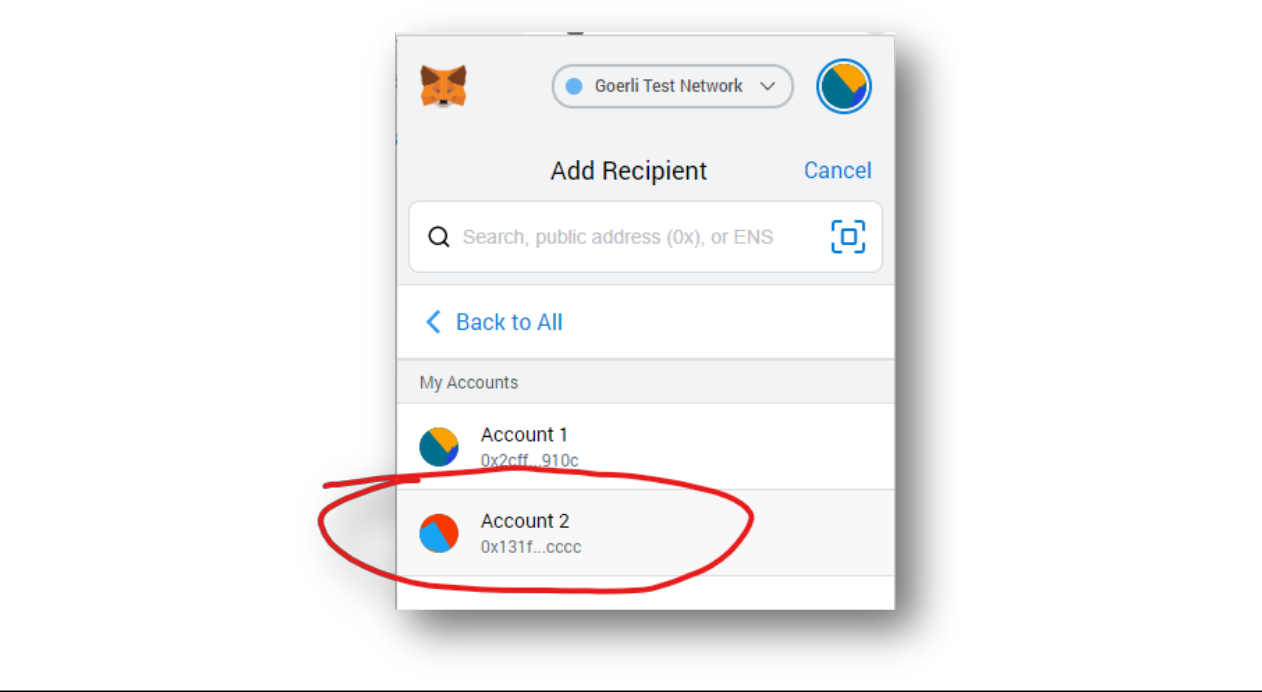 Goerli Test Network
Add Recipient Cancel
Search, public address (0x), or ENS
Back to All
My Accounts
Account 1
0x2cff...910c
Account 2
0x131f...cccc